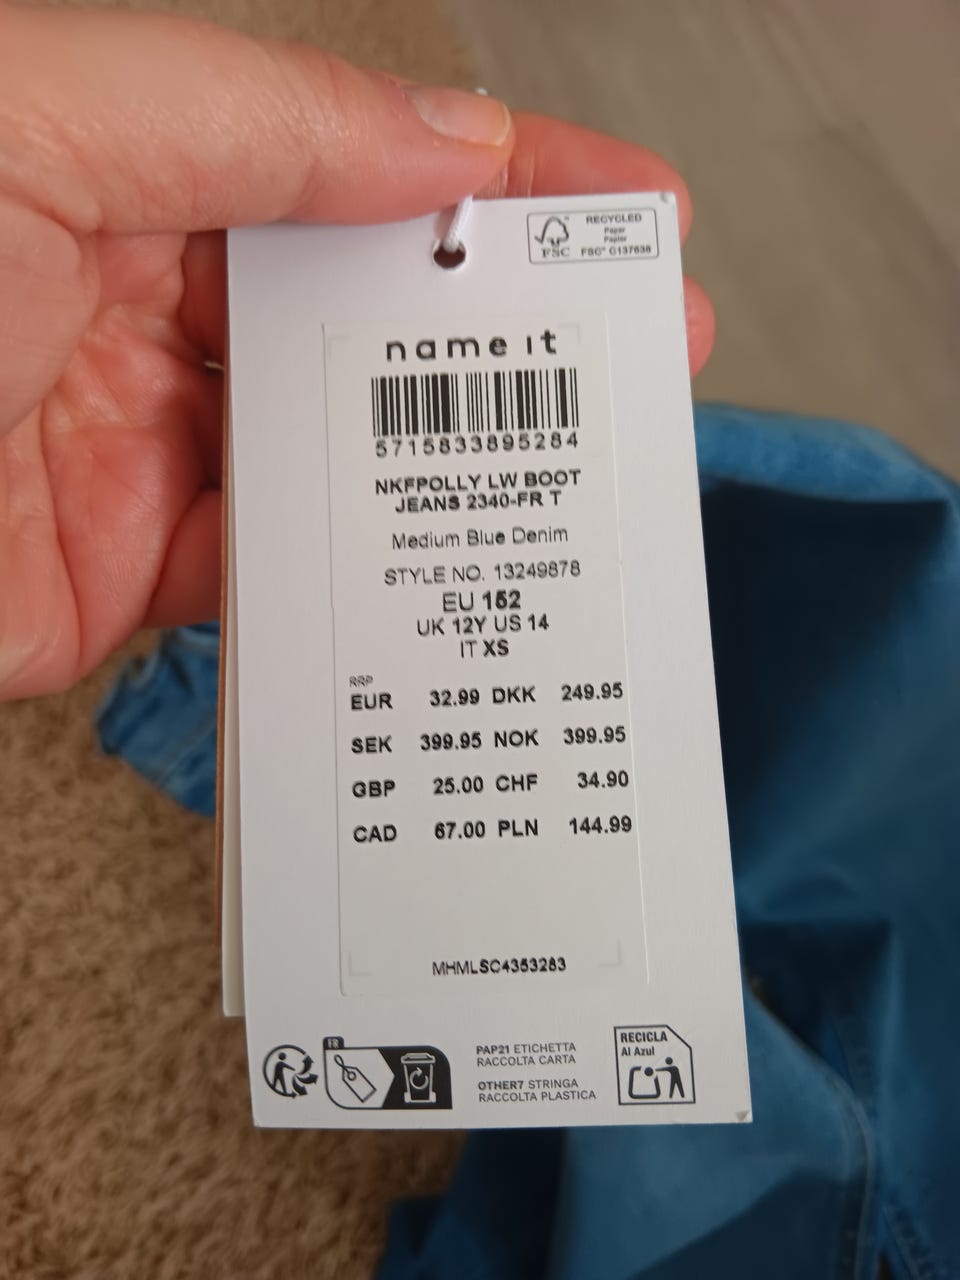 RECYCLED
Paper
Papier
FSC™
FSC® C137638
name it
5715833895284
NKFPOLLY LW BOOT
JEANS 2340-FR T
Medium Blue Denim
STYLE NO. 13249878
EU 152
UK 12Y US 14
IT XS
RRP
EUR 32.99 DKK 249.95
SEK 399.95 NOK 399.95
GBP 25.00 CHF 34.90
CAD 67.00 PLN 144.99
MHMLSC4353283
FR
PAP21 ETICHETTA
RACCOLTA CARTA
OTHER7 STRINGA
RACCOLTA PLASTICA
RECICLA
Al Azul